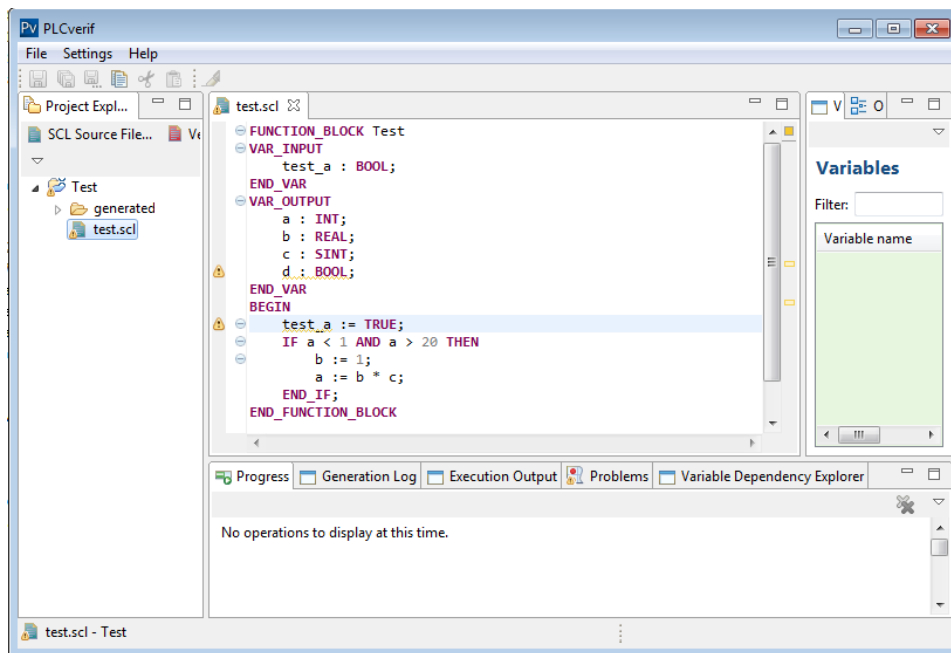 Pv PLCverif
File Settings Help
Project Expl...
SCL Source File... Ve
Test
generated
test.scl
test.scl
FUNCTION_BLOCK Test
VAR_INPUT
test_a : BOOL;
END_VAR
VAR_OUTPUT
a : INT;
b : REAL;
c : SINT;
d : BOOL;
END_VAR
BEGIN
test_a := TRUE;
IF a < 1 AND a > 20 THEN
b := 1;
a := b * c;
END_IF;
END_FUNCTION_BLOCK
V O
Variables
Filter:
Variable name
Progress Generation Log Execution Output Problems Variable Dependency Explorer
No operations to display at this time.
test.scl - Test